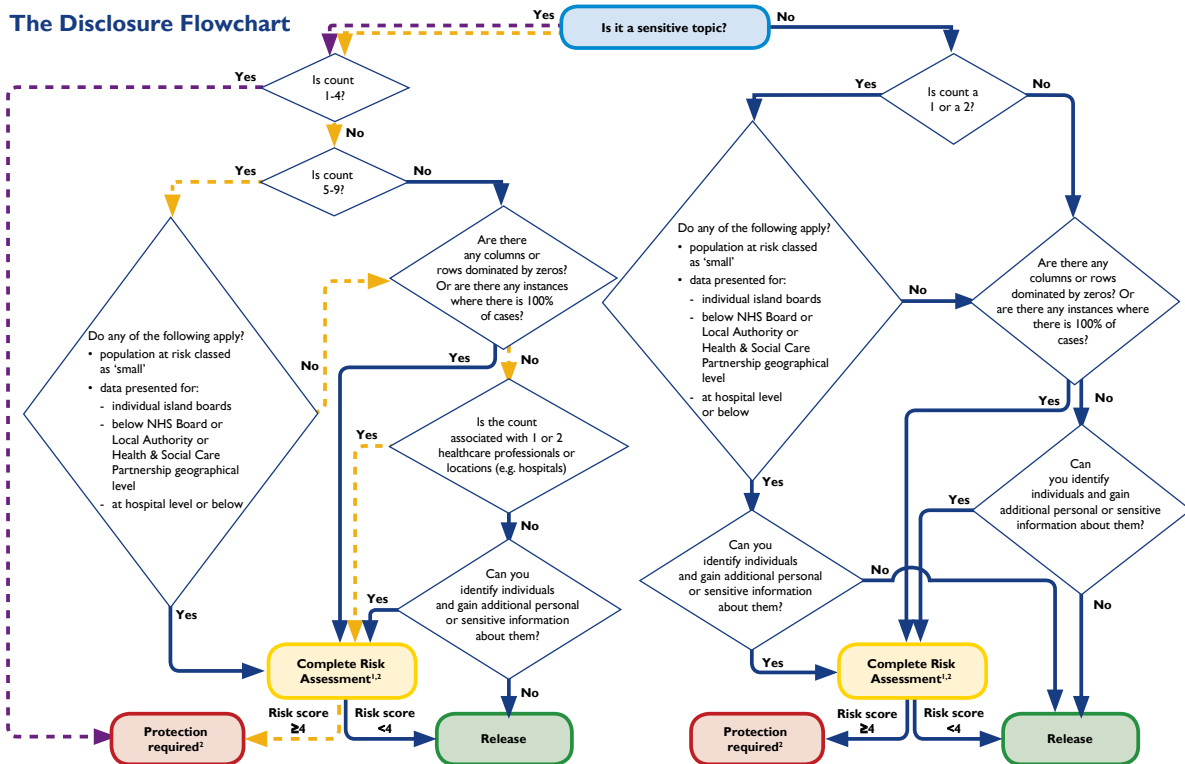 The Disclosure Flowchart
Yes
Is it a sensitive topic?
No
Yes
Is count
1-4?
No
Yes
Is count
5-9?
No
Do any of the following apply?
• population at risk classed
as ‘small’
• data presented for:
- individual island boards
- below NHS Board or
Local Authority or
Health & Social Care
Partnership geographical
level
- at hospital level or below
No
Yes
Are there
any columns or
rows dominated by zeros?
Or are there any instances
where there is 100%
of cases?
Yes
No
Is the count
associated with 1 or 2
healthcare professionals or
locations (e.g. hospitals)
Yes
No
Can you
identify individuals
and gain additional personal
or sensitive information
about them?
Yes
No
Complete Risk
Assessment¹,²
Risk score
≥4
Risk score
<4
Protection
required²
Release
Yes
Is count a
1 or a 2?
No
Do any of the following apply?
• population at risk classed
as ‘small’
• data presented for:
- individual island boards
- below NHS Board or
Local Authority or
Health & Social Care
Partnership geographical
level
- at hospital level
or below
No
Yes
Are there any
columns or rows
dominated by zeros? Or
are there any instances where
there is 100% of
cases?
Yes
No
Can you
identify individuals
and gain additional personal
or sensitive information
about them?
No
Yes
Can
you identify
individuals and gain
additional personal or sensitive
information about them?
Yes
No
Complete Risk
Assessment¹,²
Risk score
≥4
Risk score
<4
Protection
required²
Release